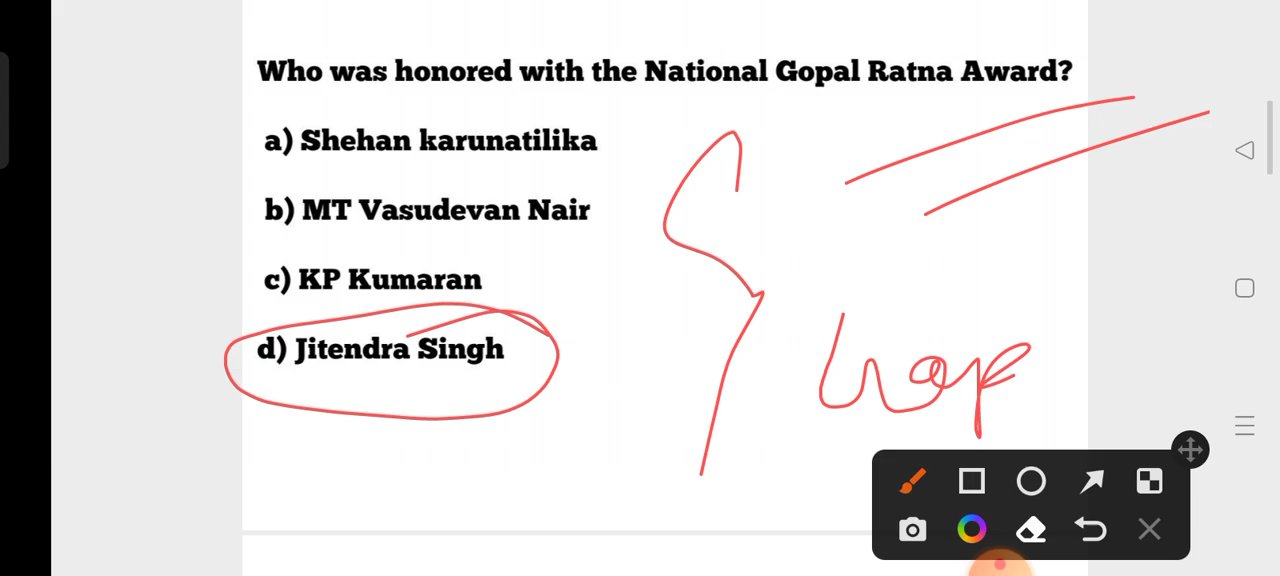 Who was honored with the National Gopal Ratna Award?
a) Shehan karunatilika
b) MT Vasudevan Nair
c) KP Kumaran
d) Jitendra Singh